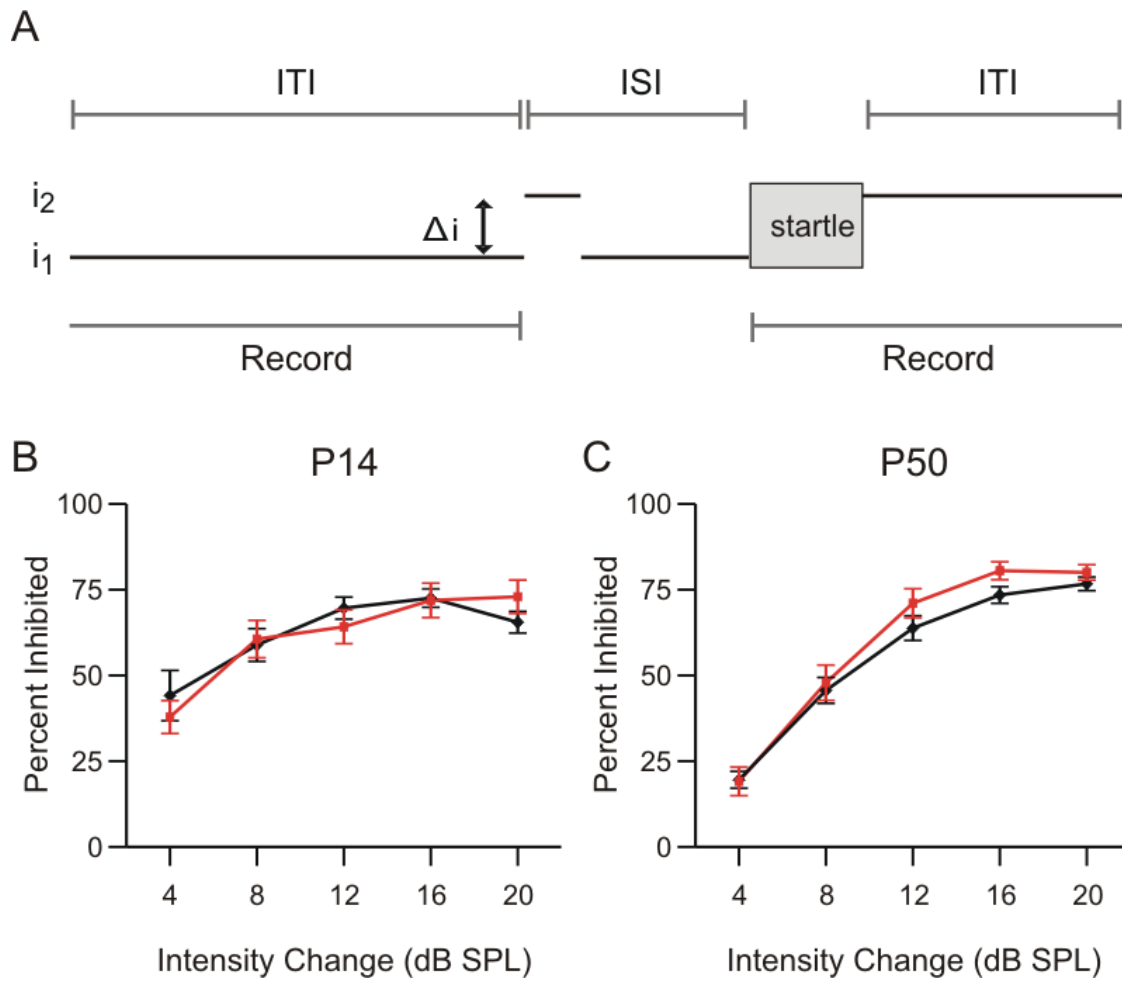 A
ITI ISI ITI
i2
Δi
i1
startle
Record Record
B P14
Percent Inhibited
100
75
50
25
0
4 8 12 16 20
Intensity Change (dB SPL)
C P50
Percent Inhibited
100
75
50
25
0
4 8 12 16 20
Intensity Change (dB SPL)